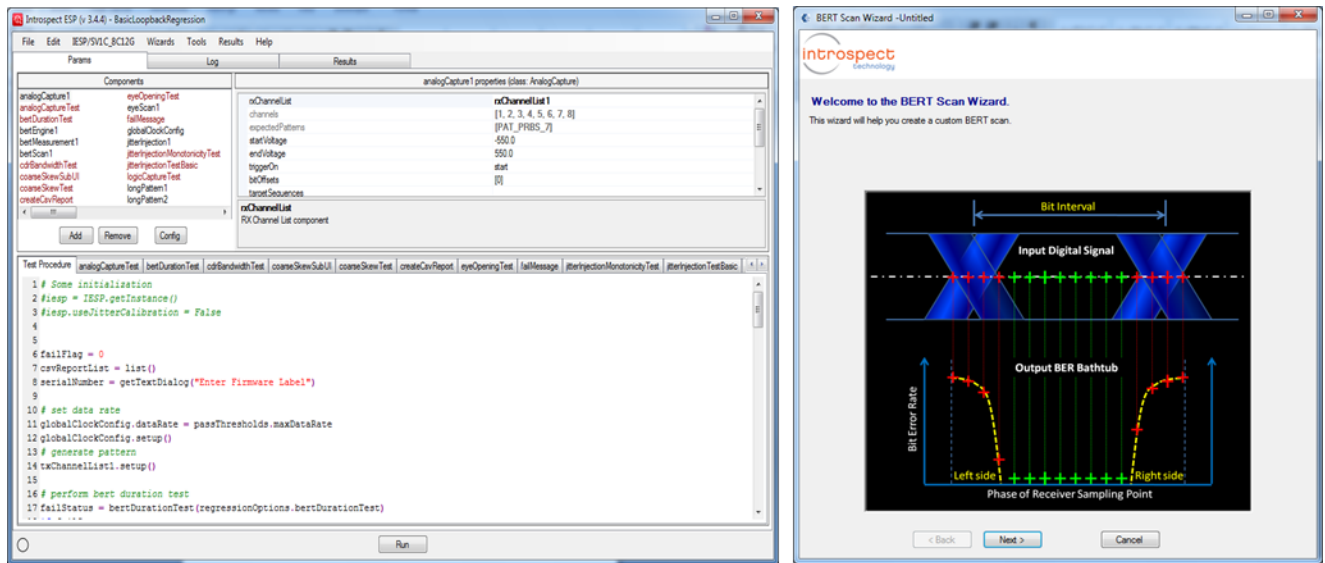 Introspect ESP (v 3.4.4) - BasicLoopbackRegression
File Edit IESP/SV1C_BC12G Wizards Tools Results Help
Params Log Results
Components
analogCapture1 eyeOpeningTest
analogCaptureTest eyeScan1
bertDurationTest failMessage
bertEngine1 globalClockConfig
bertMeasurement1 jitterInjection1
bertScan1 jitterInjectionMonotonicityTest
cdrBandwidthTest jitterInjectionTestBasic
coarseSkewSubUI logicCaptureTest
coarseSkewTest longPattern1
createCsvReport longPattern2
Add Remove Config
analogCapture1 properties (class: AnalogCapture)
rxChannelList rxChannelList1
channels [1, 2, 3, 4, 5, 6, 7, 8]
expectedPatterns [PAT_PRBS_7]
startVoltage -550.0
endVoltage 550.0
triggerOn start
bitOffsets [0]
targetSequences
rxChannelList
RX Channel List component
Test Procedure analogCaptureTest bertDurationTest cdrBandwidthTest coarseSkewSubUI coarseSkewTest createCsvReport eyeOpeningTest failMessage jitterInjectionMonotonicityTest jitterInjectionTestBasic
1 # Some initialization
2 #iesp = IESP.getInstance()
3 #iesp.useJitterCalibration = False
4
5
6 failFlag = 0
7 csvReportList = list()
8 serialNumber = getTextDialog("Enter Firmware Label")
9
10 # set data rate
11 globalClockConfig.dataRate = passThresholds.maxDataRate
12 globalClockConfig.setup()
13 # generate pattern
14 txChannelList1.setup()
15
16 # perform bert duration test
17 failStatus = bertDurationTest(regressionOptions.bertDurationTest)
Run
BERT Scan Wizard -Untitled
introspect
technology
Welcome to the BERT Scan Wizard.
This wizard will help you create a custom BERT scan.
Bit Interval
Input Digital Signal
Output BER Bathtub
Bit Error Rate
Left side Right side
Phase of Receiver Sampling Point
< Back Next > Cancel